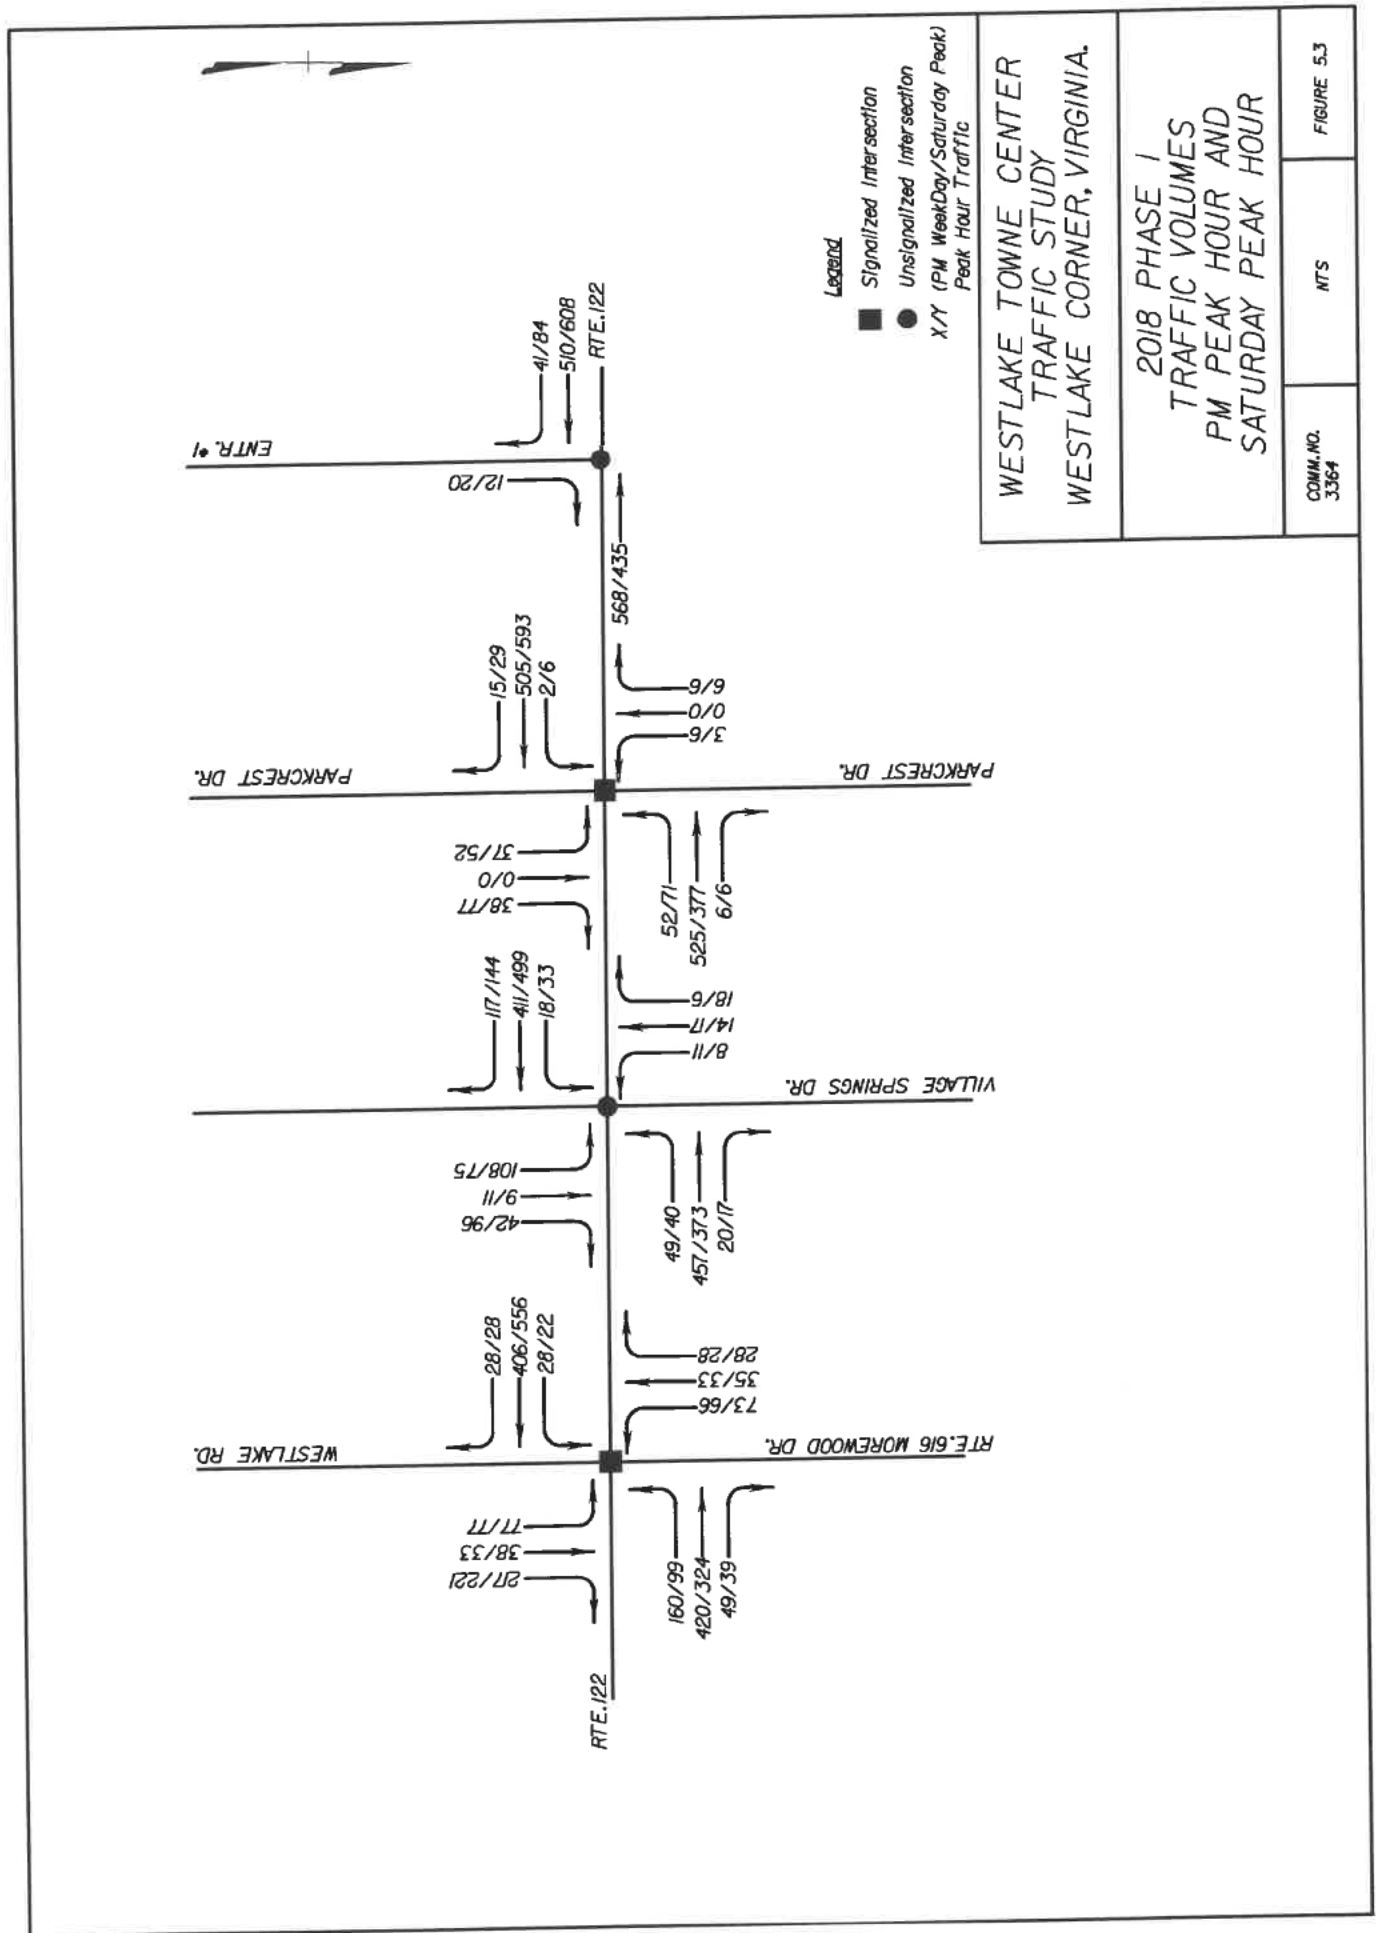 ENTR. #1
41/84
510/608
RTE.122
12/20
568/435
PARKCREST DR.
15/29
505/593
2/6
6/6
0/0
3/6
PARKCREST DR.
37/52
0/0
38/77
52/71
525/377
6/6
117/144
411/499
18/33
18/6
14/17
8/11
VILLAGE SPRINGS DR.
108/75
9/11
42/96
49/40
457/373
20/17
WESTLAKE RD.
28/28
406/556
28/22
28/28
35/33
73/66
RTE.616 MOREWOOD DR.
77/77
38/33
217/221
160/99
420/324
49/39
RTE.122
Legend
Signalized Intersection
Unsignalized Intersection
X/Y (PM WeekDay/Saturday Peak)
Peak Hour Traffic
WESTLAKE TOWNE CENTER
TRAFFIC STUDY
WESTLAKE CORNER, VIRGINIA.
2018 PHASE 1
TRAFFIC VOLUMES
PM PEAK HOUR AND
SATURDAY PEAK HOUR
COMM.NO.
3364
NTS
FIGURE 5.3